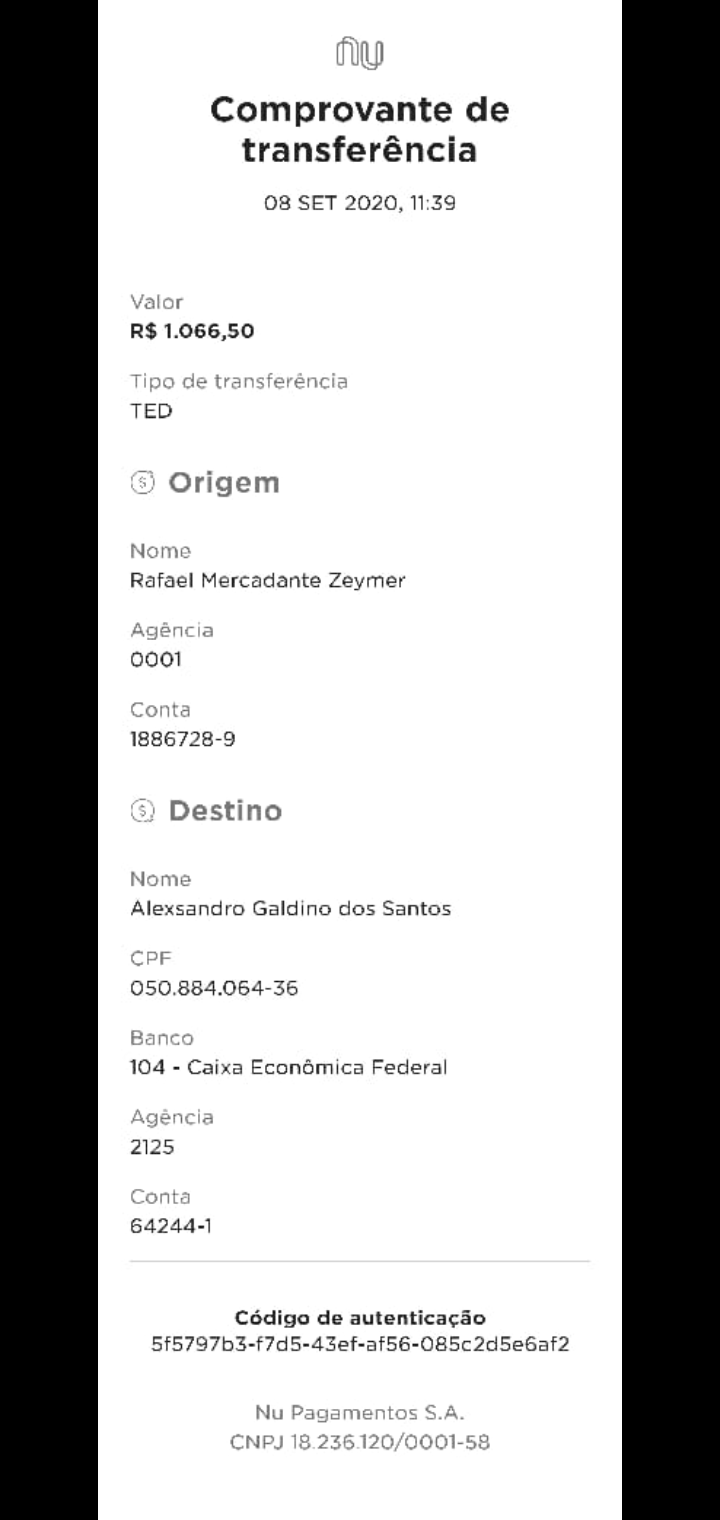 nu
Comprovante de
transferência
08 SET 2020, 11:39
Valor
R$ 1.066,50
Tipo de transferência
TED
Origem
Nome
Rafael Mercadante Zeymer
Agência
0001
Conta
1886728-9
Destino
Nome
Alexsandro Galdino dos Santos
CPF
050.884.064-36
Banco
104 - Caixa Econômica Federal
Agência
2125
Conta
64244-1
Código de autenticação
5f5797b3-f7d5-43ef-af56-085c2d5e6af2
Nu Pagamentos S.A.
CNPJ 18.236.120/0001-58